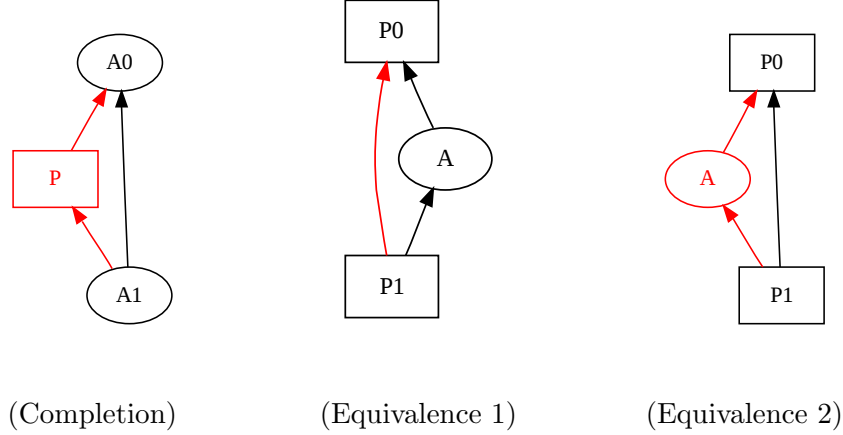 P0
A0
P0
A
P
A
P1
A1
P1
(Completion)
(Equivalence 1)
(Equivalence 2)